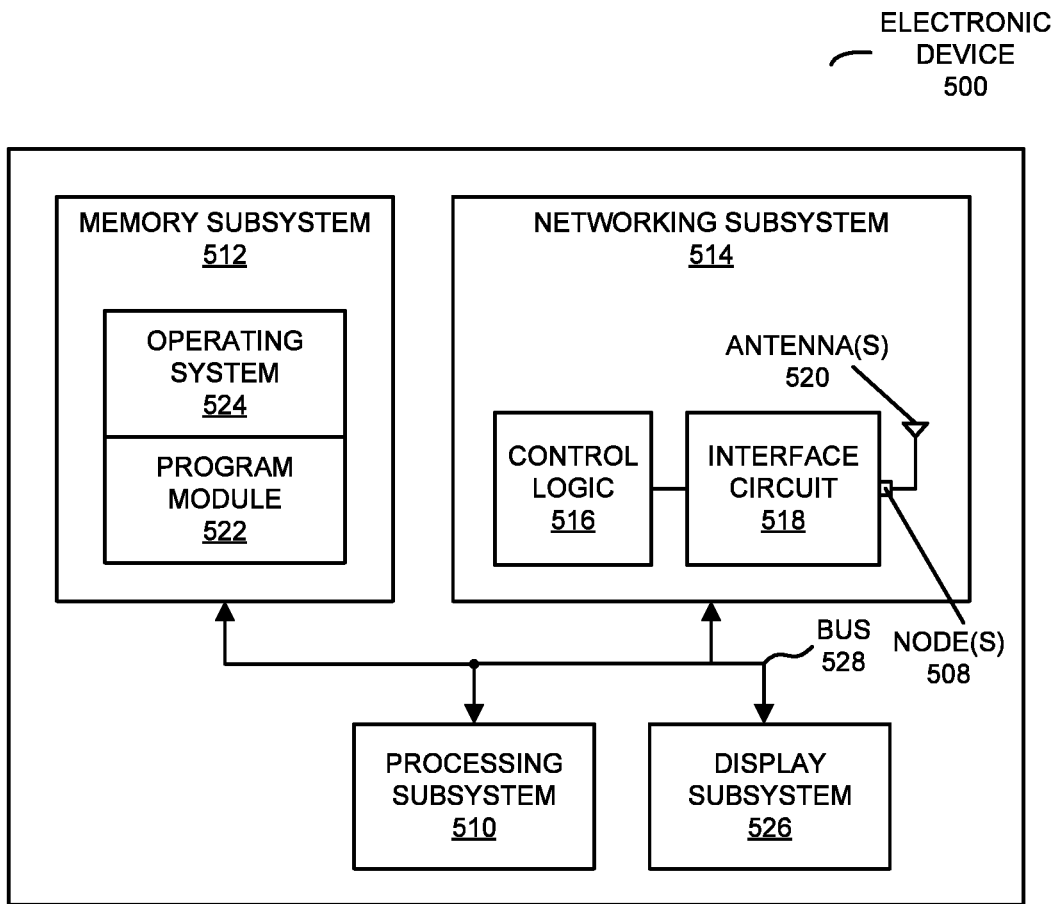 ELECTRONIC
DEVICE
500
MEMORY SUBSYSTEM
512
OPERATING
SYSTEM
524
PROGRAM
MODULE
522
NETWORKING SUBSYSTEM
514
ANTENNA(S)
520
CONTROL
LOGIC
516
INTERFACE
CIRCUIT
518
BUS
528
NODE(S)
508
PROCESSING
SUBSYSTEM
510
DISPLAY
SUBSYSTEM
526